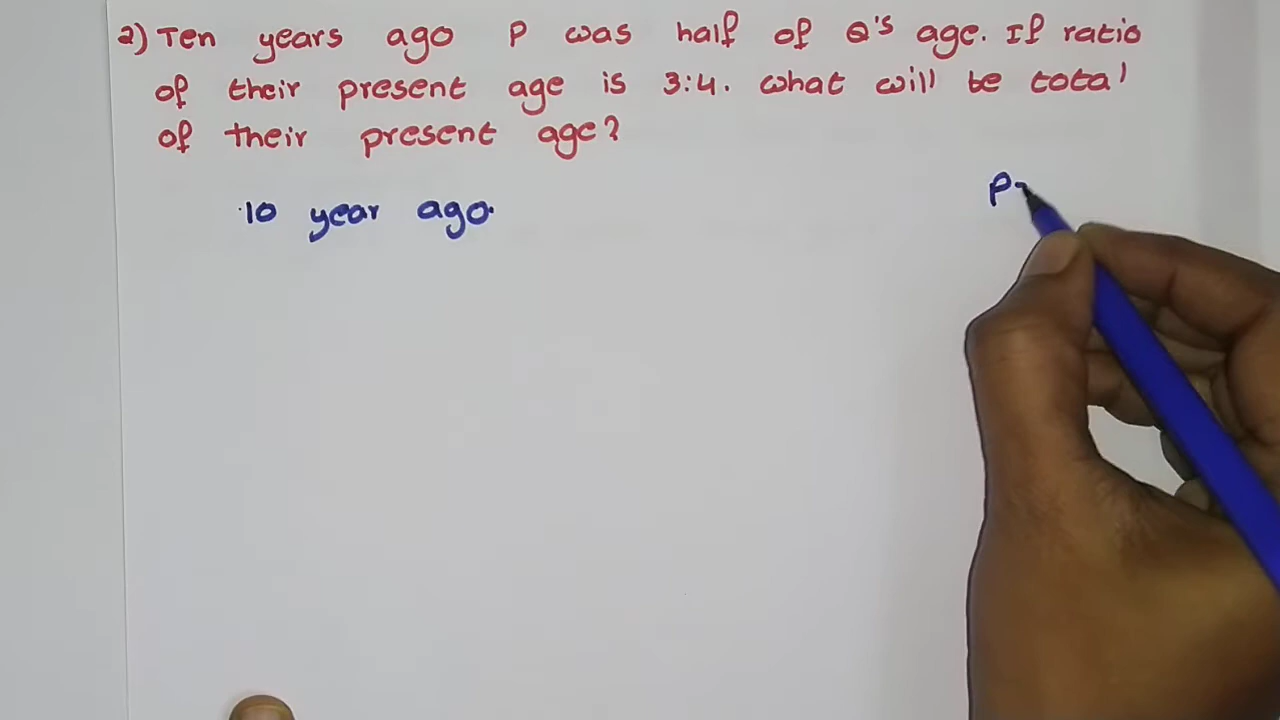 2) Ten years ago P was half of Q's age. If ratio
of their present age is 3:4. what will be total
of their present age?
10 year ago
P-